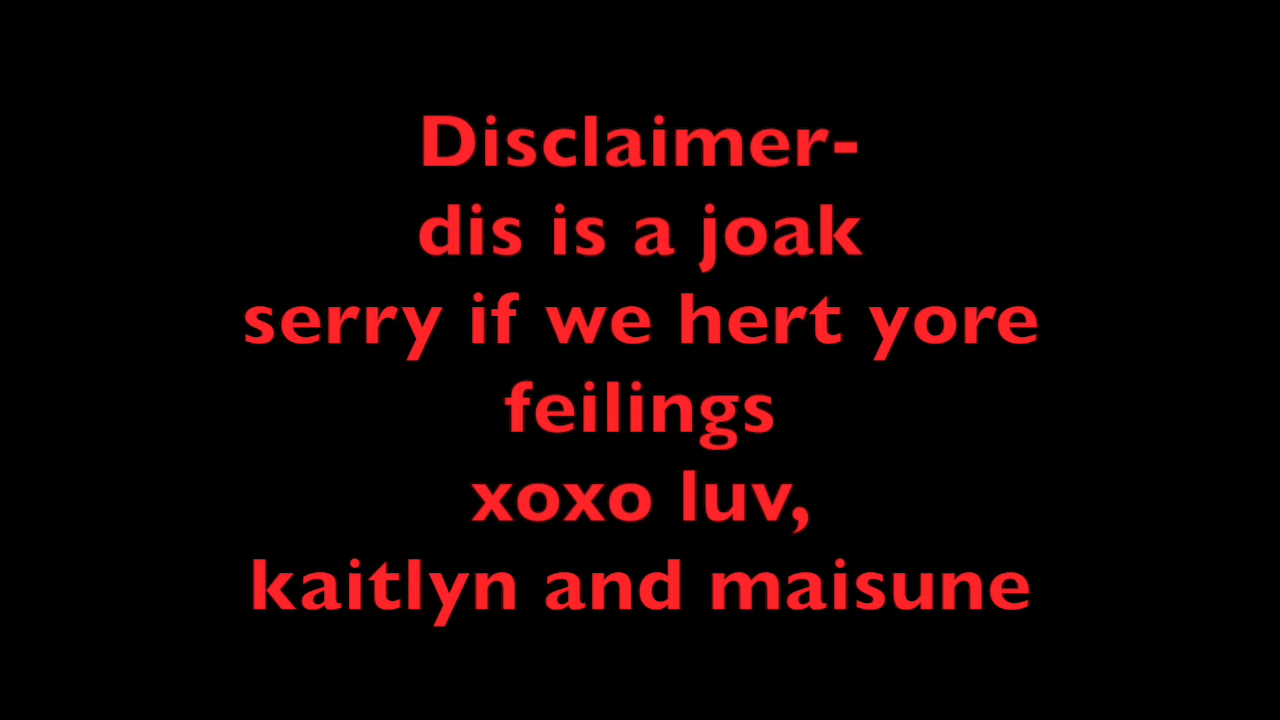 Disclaimer-
dis is a joak
serry if we hert yore
feilings
xoxo luv,
kaitlyn and maisune